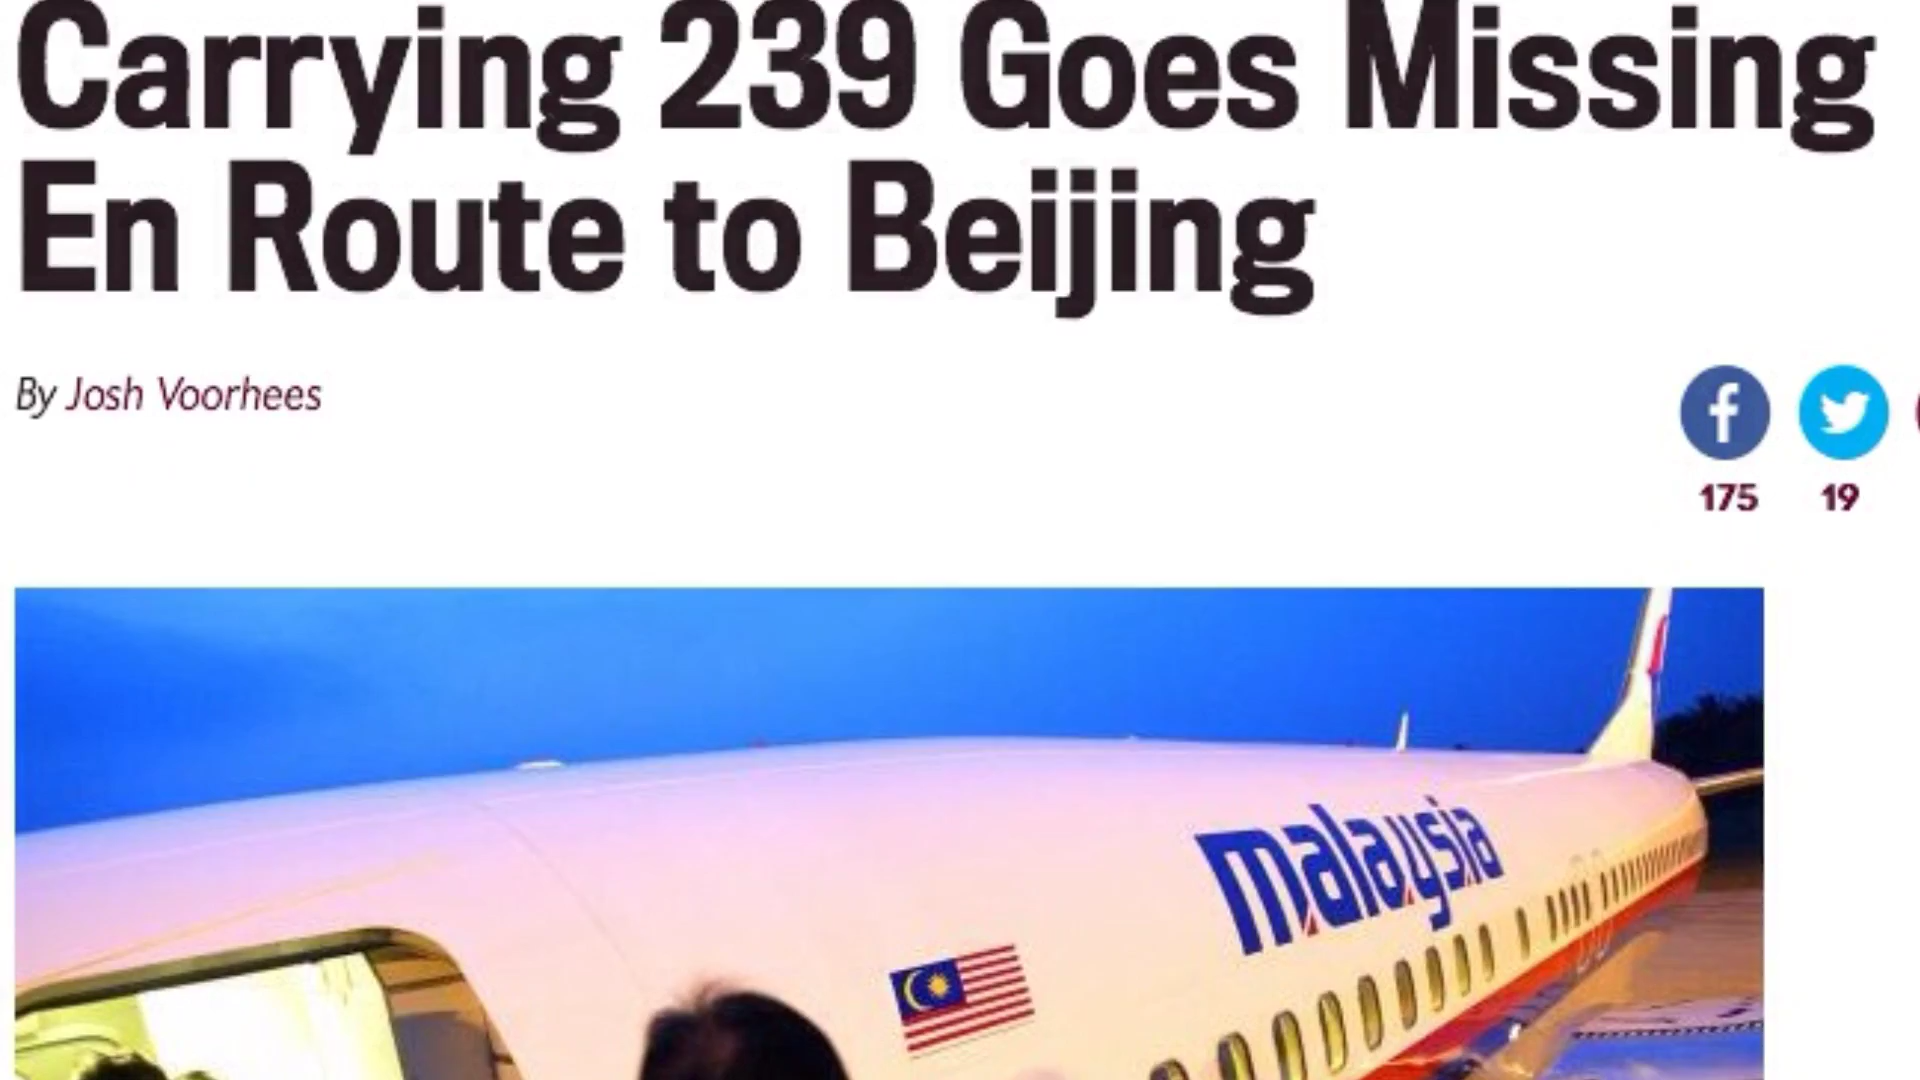 Carrying 239 Goes Missing
En Route to Beijing
By Josh Voorhees
175 19
malaysia